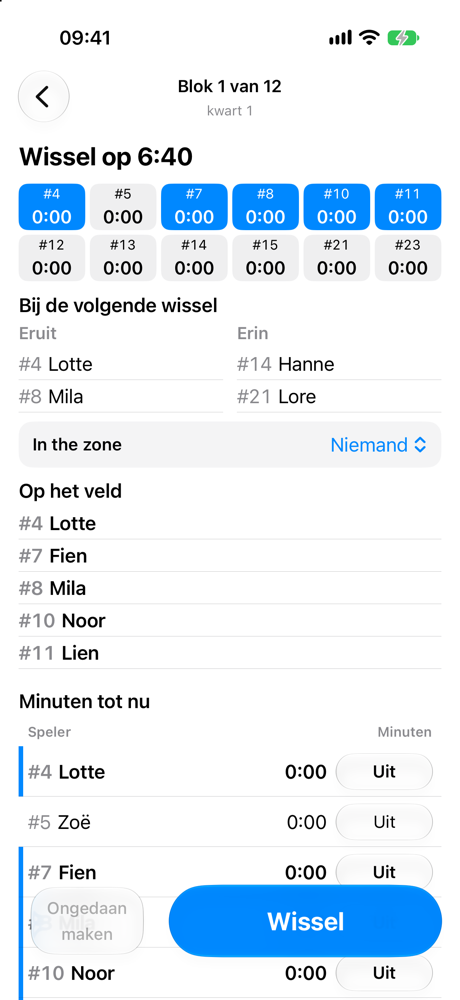 09:41
Blok 1 van 12
kwart 1
Wissel op 6:40
#4 #5 #7 #8 #10 #11
0:00 0:00 0:00 0:00 0:00 0:00
#12 #13 #14 #15 #21 #23
0:00 0:00 0:00 0:00 0:00 0:00
Bij de volgende wissel
Eruit Erin
#4 Lotte #14 Hanne
#8 Mila #21 Lore
In the zone Niemand
Op het veld
#4 Lotte
#7 Fien
#8 Mila
#10 Noor
#11 Lien
Minuten tot nu
Speler Minuten
#4 Lotte 0:00 Uit
#5 Zoë 0:00 Uit
#7 Fien 0:00 Uit
Ongedaan
maken
Wissel
#10 Noor 0:00 Uit